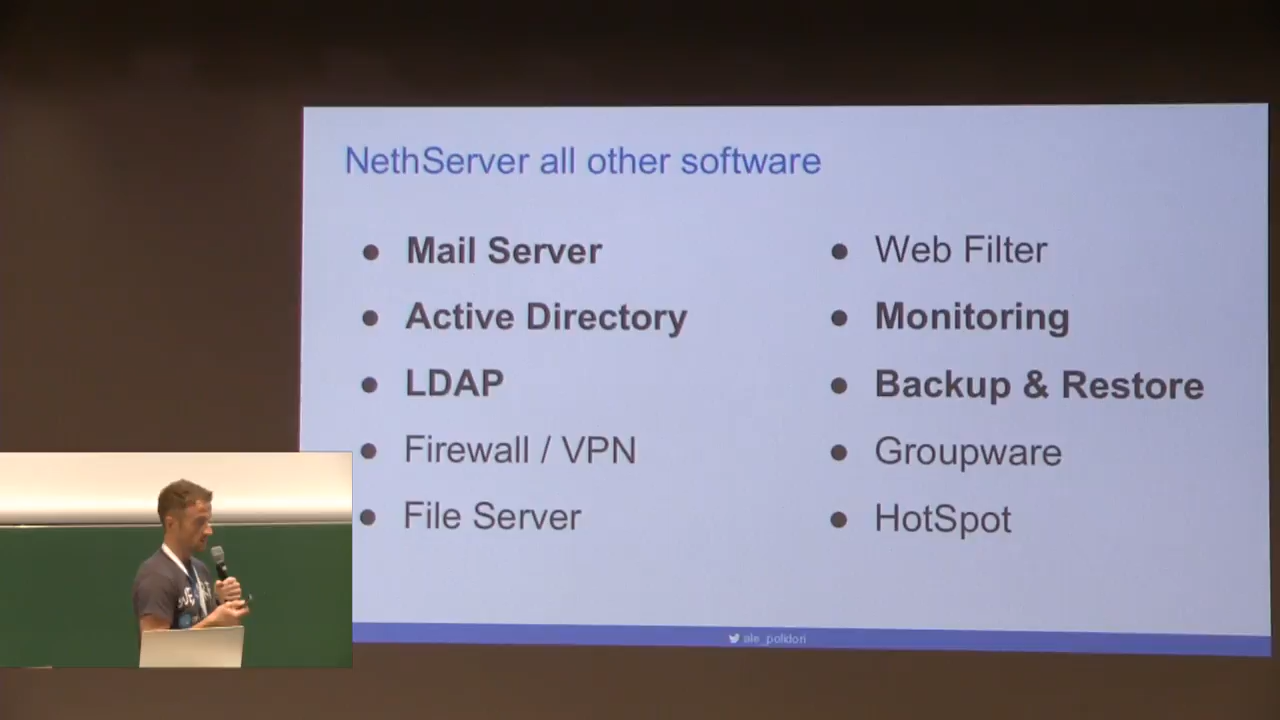 NethServer all other software
● Mail Server
● Active Directory
● LDAP
● Firewall / VPN
● File Server
● Web Filter
● Monitoring
● Backup & Restore
● Groupware
● HotSpot
ale_polidori